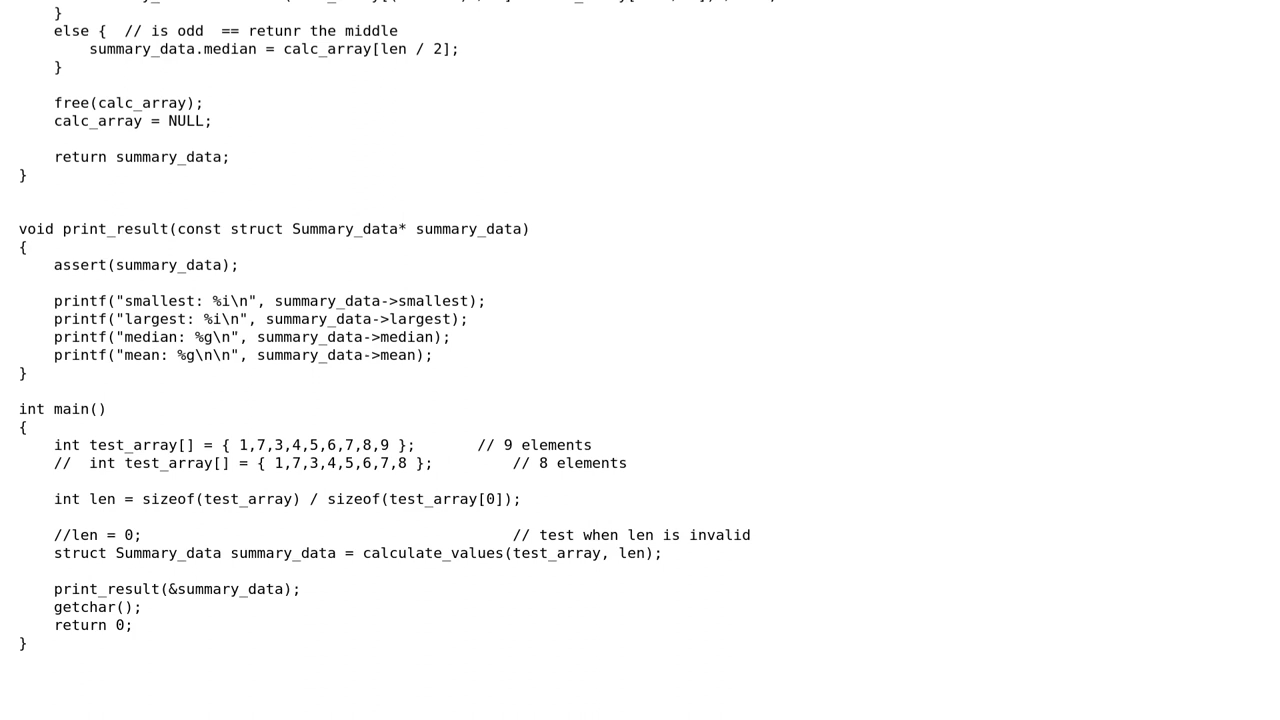 }
    else {  // is odd  == retunr the middle
        summary_data.median = calc_array[len / 2];
    }

    free(calc_array);
    calc_array = NULL;

    return summary_data;
}


void print_result(const struct Summary_data* summary_data)
{
    assert(summary_data);

    printf("smallest: %i\n", summary_data->smallest);
    printf("largest: %i\n", summary_data->largest);
    printf("median: %g\n", summary_data->median);
    printf("mean: %g\n\n", summary_data->mean);
}

int main()
{
    int test_array[] = { 1,7,3,4,5,6,7,8,9 };       // 9 elements
    //  int test_array[] = { 1,7,3,4,5,6,7,8 };         // 8 elements

    int len = sizeof(test_array) / sizeof(test_array[0]);

    //len = 0;                                          // test when len is invalid
    struct Summary_data summary_data = calculate_values(test_array, len);

    print_result(&summary_data);
    getchar();
    return 0;
}